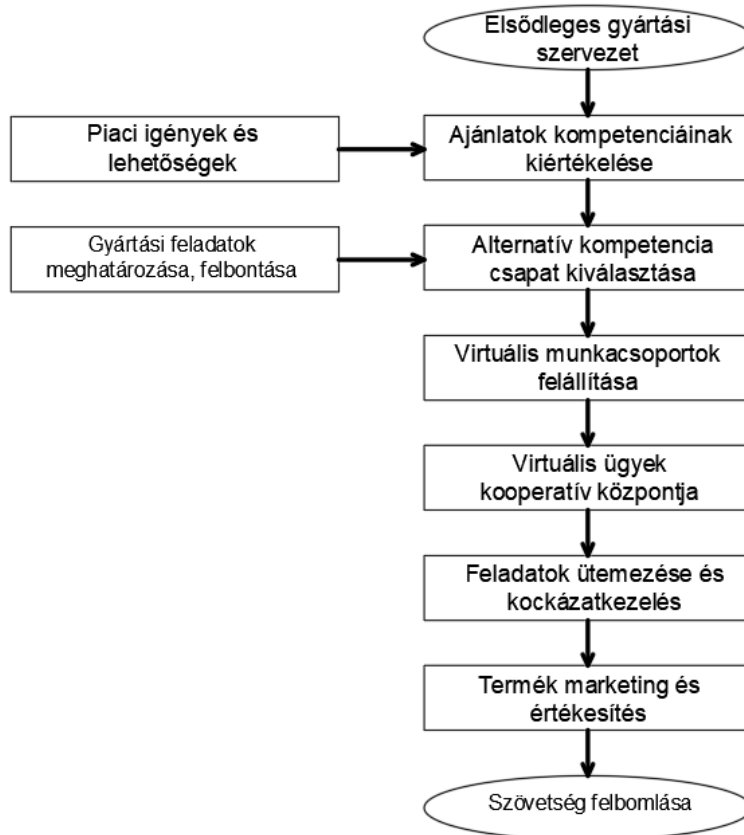 Elsődleges gyártási
szervezet
Piaci igények és
lehetőségek
Ajánlatok kompetenciáinak
kiértékelése
Gyártási feladatok
meghatározása, felbontása
Alternatív kompetencia
csapat kiválasztása
Virtuális munkacsoportok
felállítása
Virtuális ügyek
kooperatív központja
Feladatok ütemezése és
kockázatkezelés
Termék marketing és
értékesítés
Szövetség felbomlása